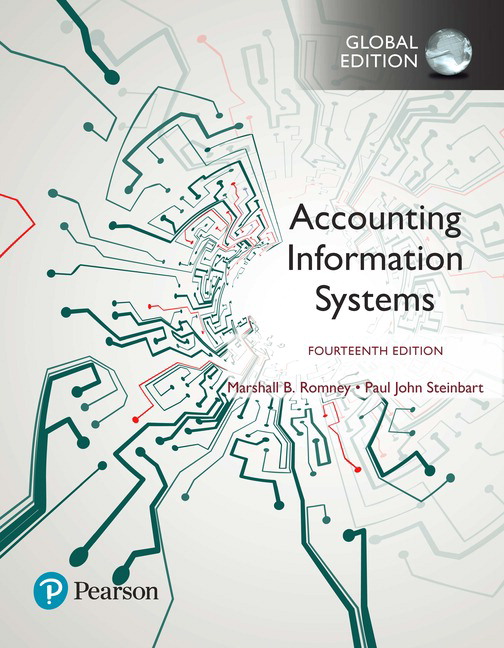 GLOBAL
EDITION
Accounting
Information
Systems
FOURTEENTH EDITION
Marshall B. Romney • Paul John Steinbart
P Pearson